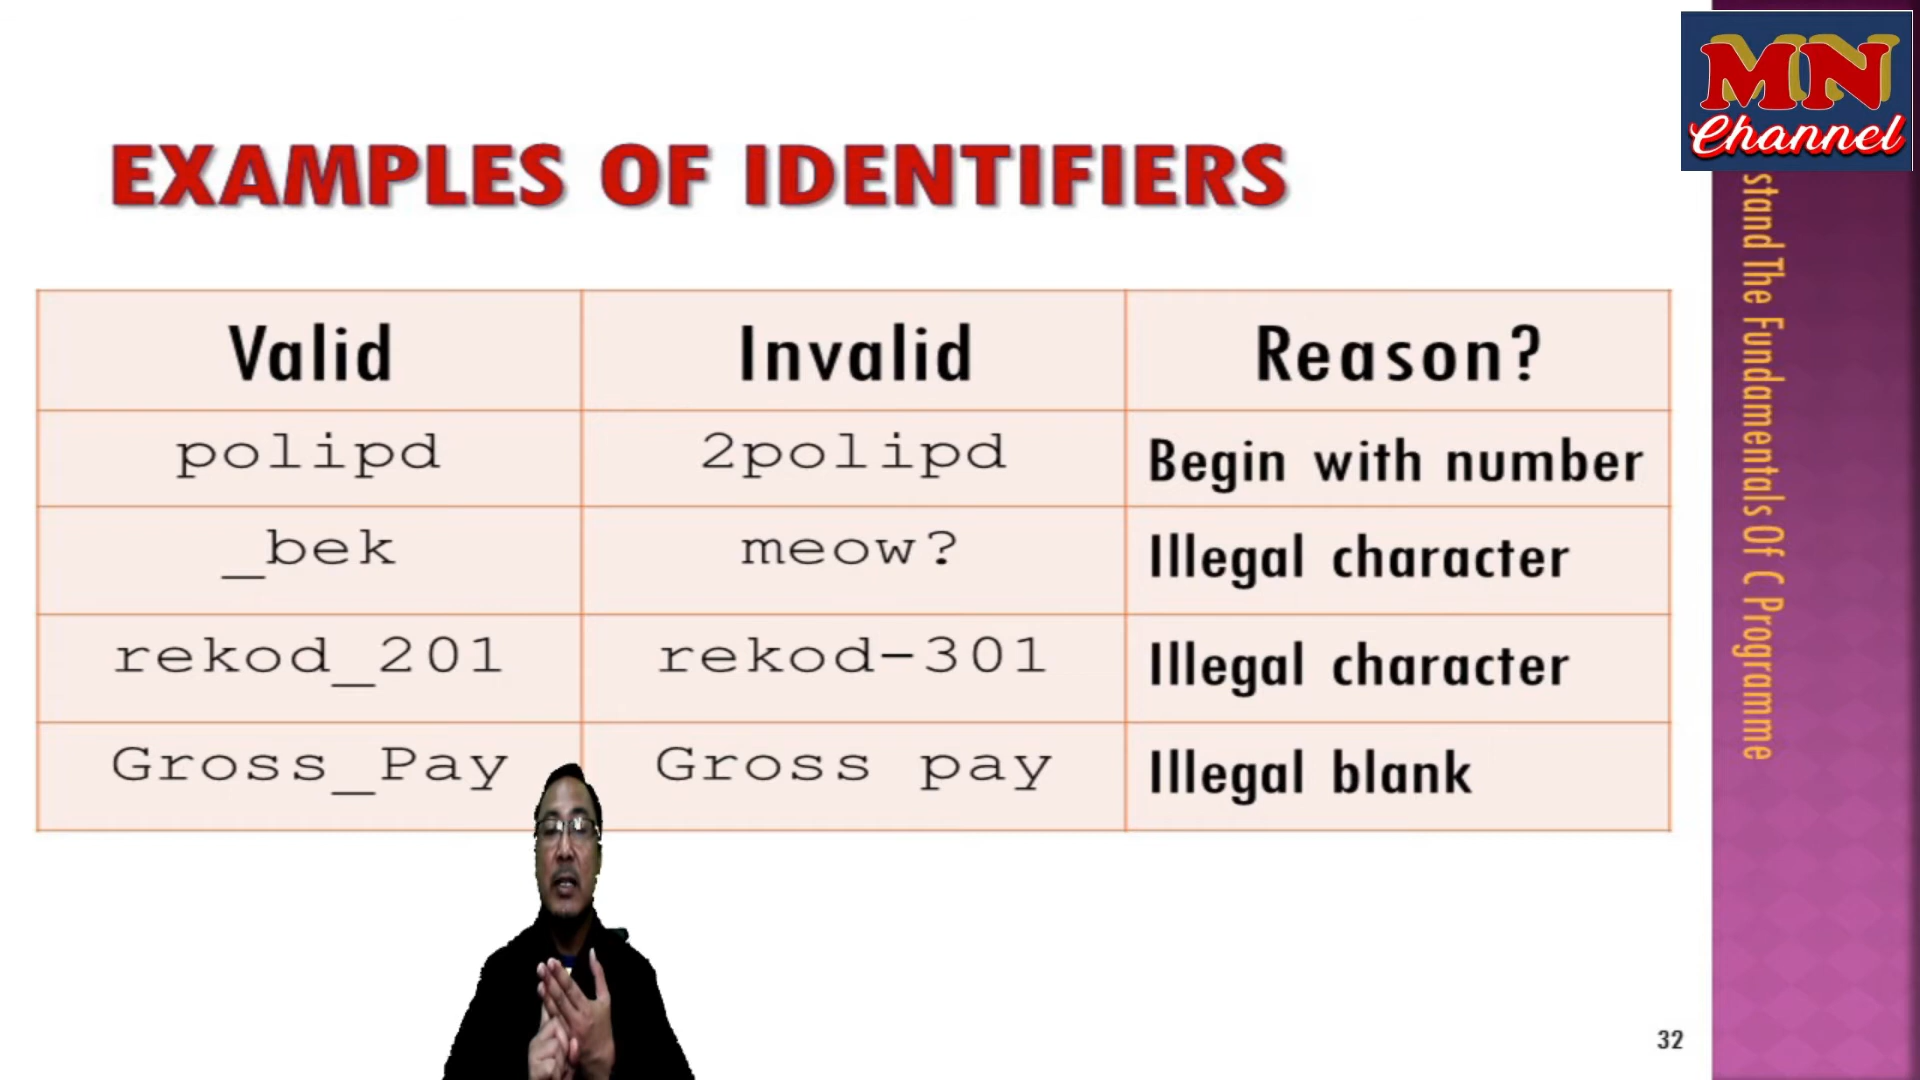 MN
Channel
EXAMPLES OF IDENTIFIERS
Valid Invalid Reason?
polipd 2polipd Begin with number
_bek meow? Illegal character
rekod_201 rekod-301 Illegal character
Gross_Pay Gross pay Illegal blank
stand The Fundamentals Of C Programme
32